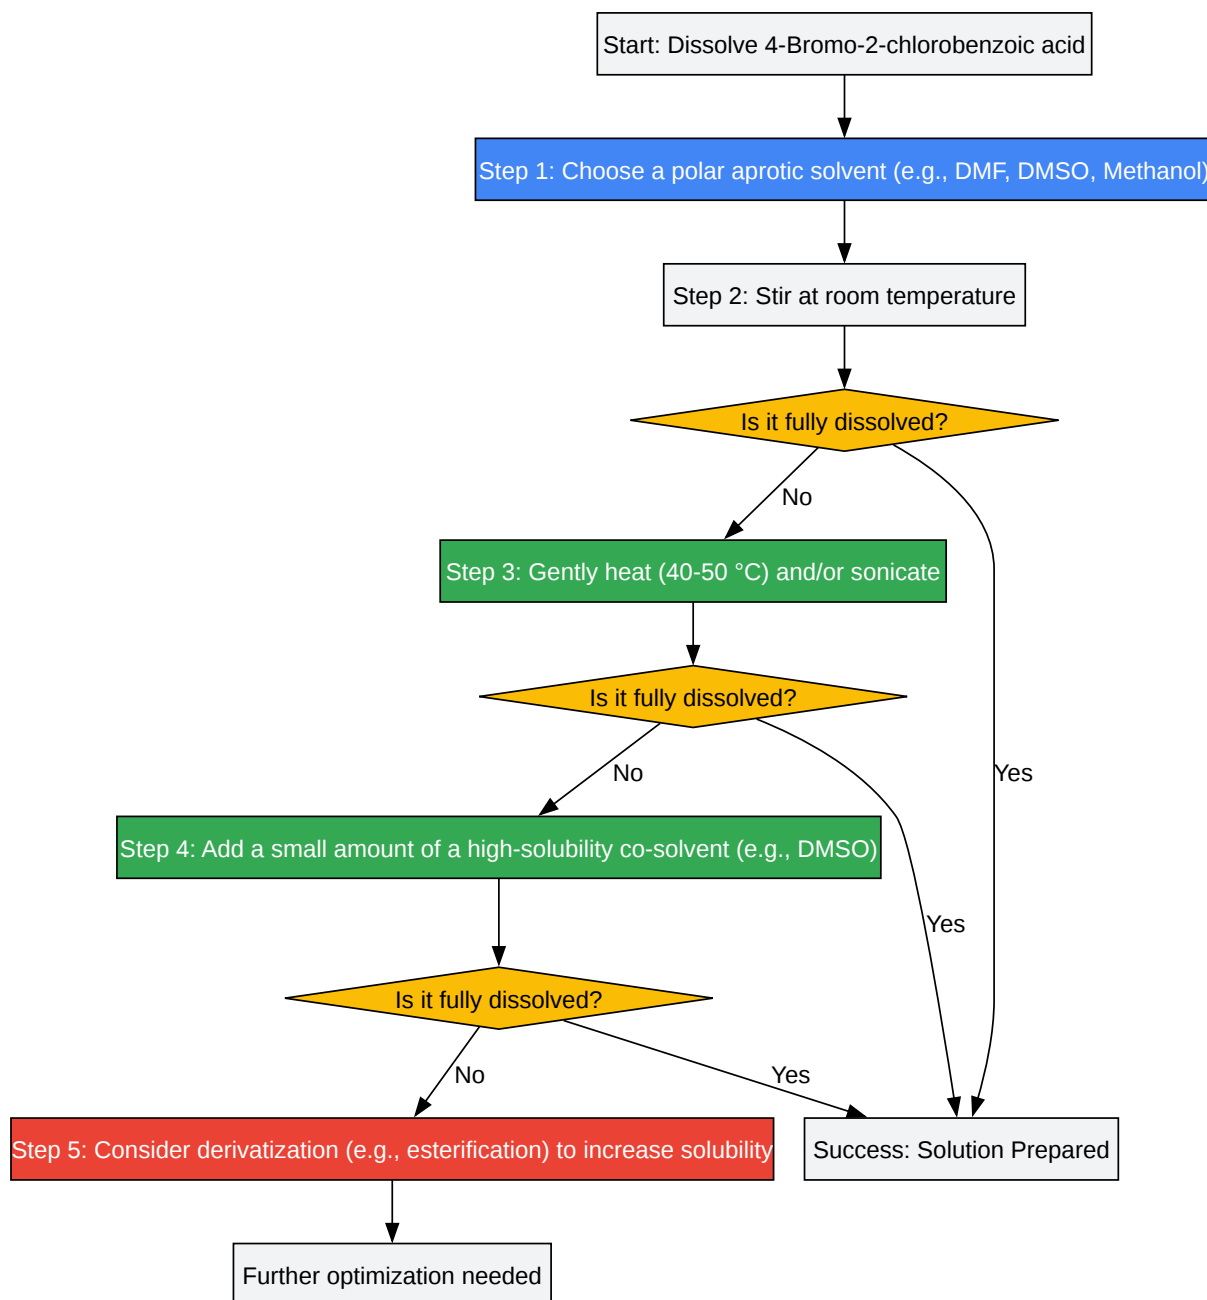 Start: Dissolve 4-Bromo-2-chlorobenzoic acid
Step 1: Choose a polar aprotic solvent (e.g., DMF, DMSO, Methanol)
Step 2: Stir at room temperature
Is it fully dissolved?
No
Step 3: Gently heat (40-50 °C) and/or sonicate
Is it fully dissolved?
No
Yes
Step 4: Add a small amount of a high-solubility co-solvent (e.g., DMSO)
Yes
Is it fully dissolved?
No
Yes
Step 5: Consider derivatization (e.g., esterification) to increase solubility
Success: Solution Prepared
Further optimization needed